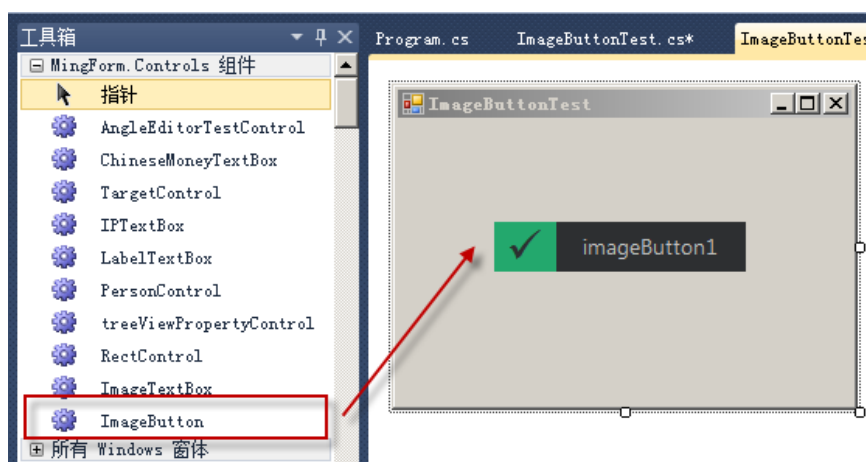 工具箱
MingForm.Controls 组件
指针
AngleEditorTestControl
ChineseMoneyTextBox
TargetControl
IPTextBox
LabelTextBox
PersonControl
treeViewPropertyControl
RectControl
ImageTextBox
ImageButton
所有 Windows 窗体
Program.cs ImageButtonTest.cs* ImageButtonTes
ImageButtonTest
imageButton1